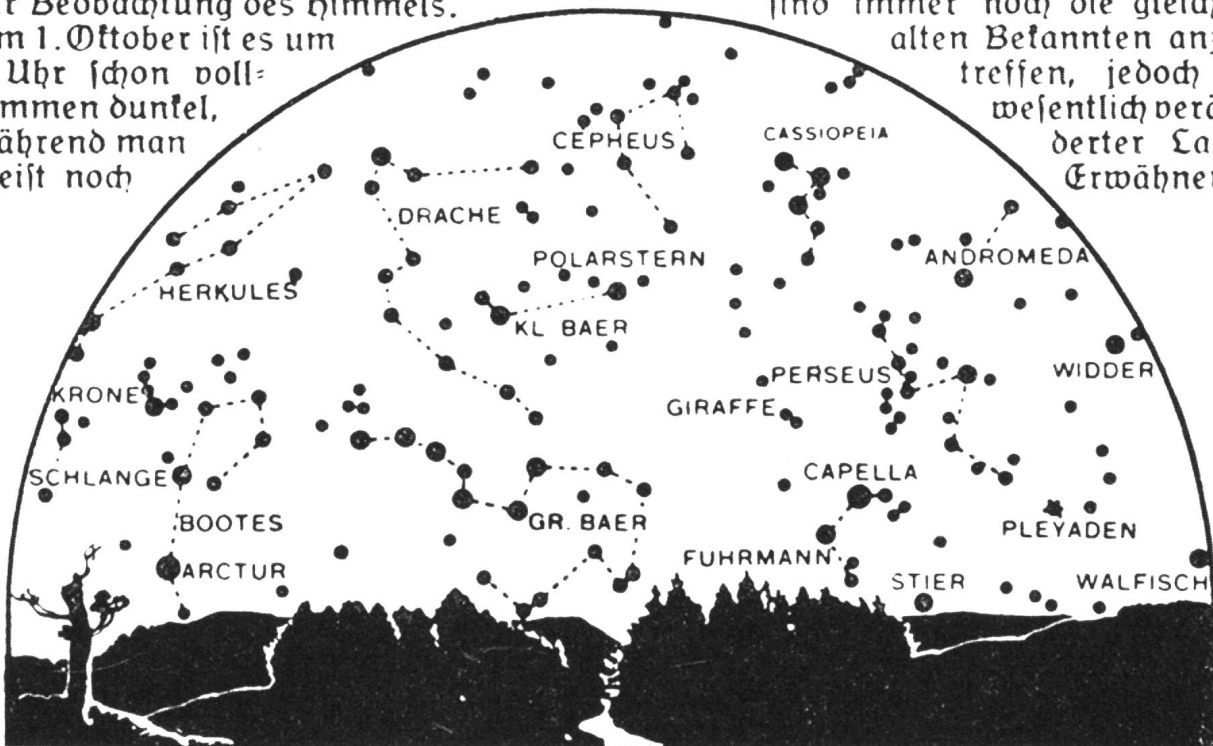 r Beobachtung des Himmels.
m 1. Oktober ist es um
Uhr schon voll=
mmen dunkel,
ährend man
eist noch
sind immer noch die gleich
alten Bekannten an
treffen, jedoch
wesentlich verä
derter La
Erwähnen
CEPHEUS
CASSIOPEIA
DRACHE
POLARSTERN
ANDROMEDA
HERKULES
KL BAER
PERSEUS
WIDDER
KRONE
GIRAFFE
SCHLANGE
CAPELLA
BOOTES
GR. BAER
PLEYADEN
FUHRMANN
ARCTUR
STIER
WALFISCH